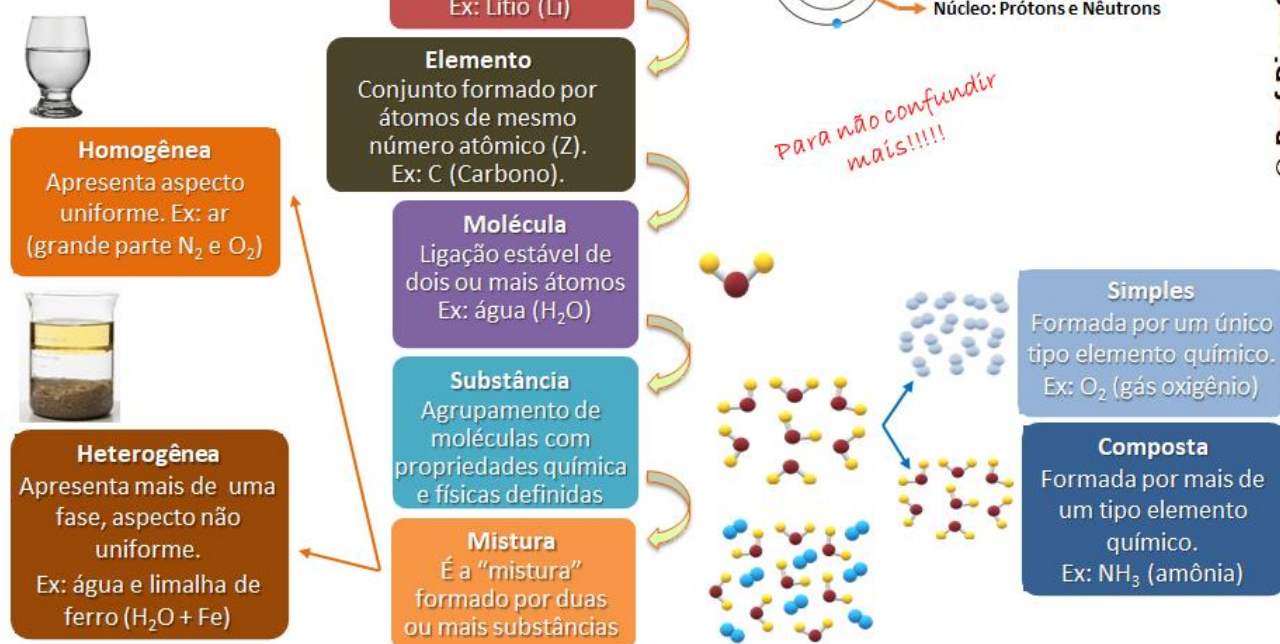 Ex: Lítio (Li)
Núcleo: Prótons e Nêutrons
Elemento
Conjunto formado por
átomos de mesmo
número atômico (Z).
Ex: C (Carbono).
Para não confundir
mais!!!!!
Homogênea
Apresenta aspecto
uniforme. Ex: ar
(grande parte N₂ e O₂)
Molécula
Ligação estável de
dois ou mais átomos
Ex: água (H₂O)
Simples
Formada por um único
tipo elemento químico.
Ex: O₂ (gás oxigênio)
Substância
Agrupamento de
moléculas com
propriedades química
e físicas definidas
Composta
Formada por mais de
um tipo elemento
químico.
Ex: NH₃ (amônia)
Heterogênea
Apresenta mais de uma
fase, aspecto não
uniforme.
Ex: água e limalha de
ferro (H₂O + Fe)
Mistura
É a “mistura”
formado por duas
ou mais substâncias